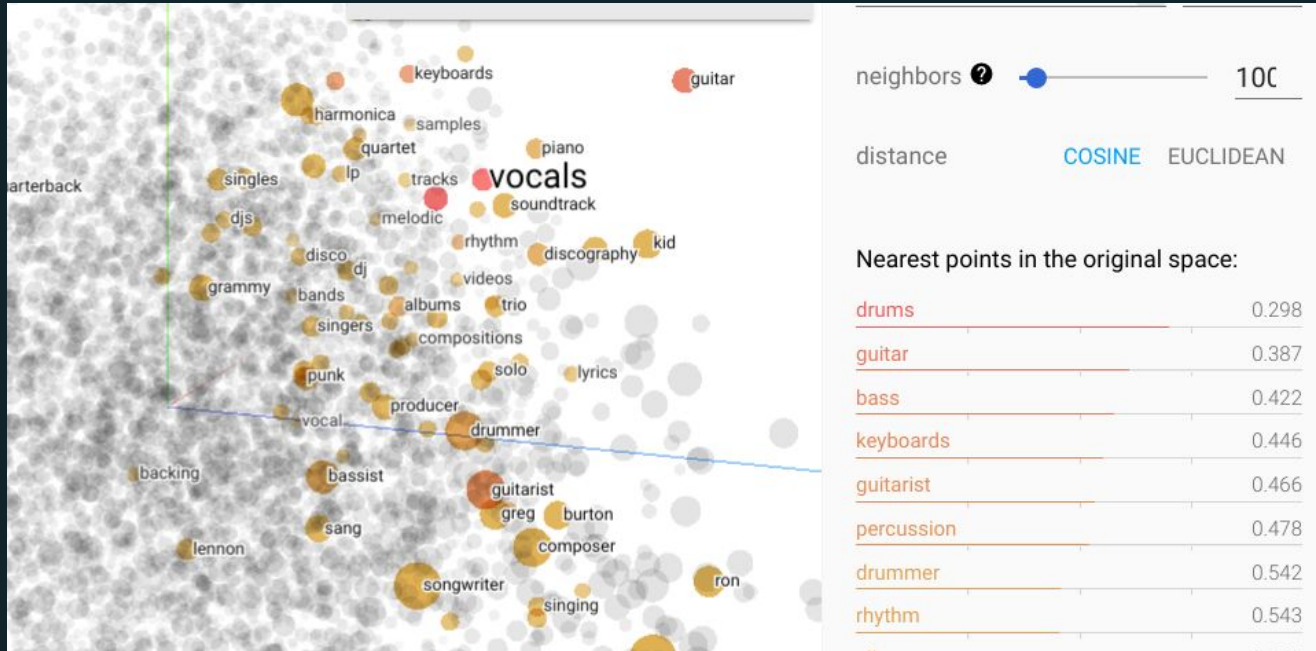 keyboards
guitar
harmonica
samples
quartet
piano
lp
tracks
vocals
singles
arterback
soundtrack
djs
melodic
rhythm
kid
disco
discography
dj
videos
grammy
bands
albums
trio
singers
compositions
punk
solo
lyrics
producer
vocal
drummer
backing
bassist
guitarist
greg
burton
sang
composer
lennon
songwriter
ron
singing
neighbors ? 100
distance COSINE EUCLIDEAN
Nearest points in the original space:
drums 0.298
guitar 0.387
bass 0.422
keyboards 0.446
guitarist 0.466
percussion 0.478
drummer 0.542
rhythm 0.543